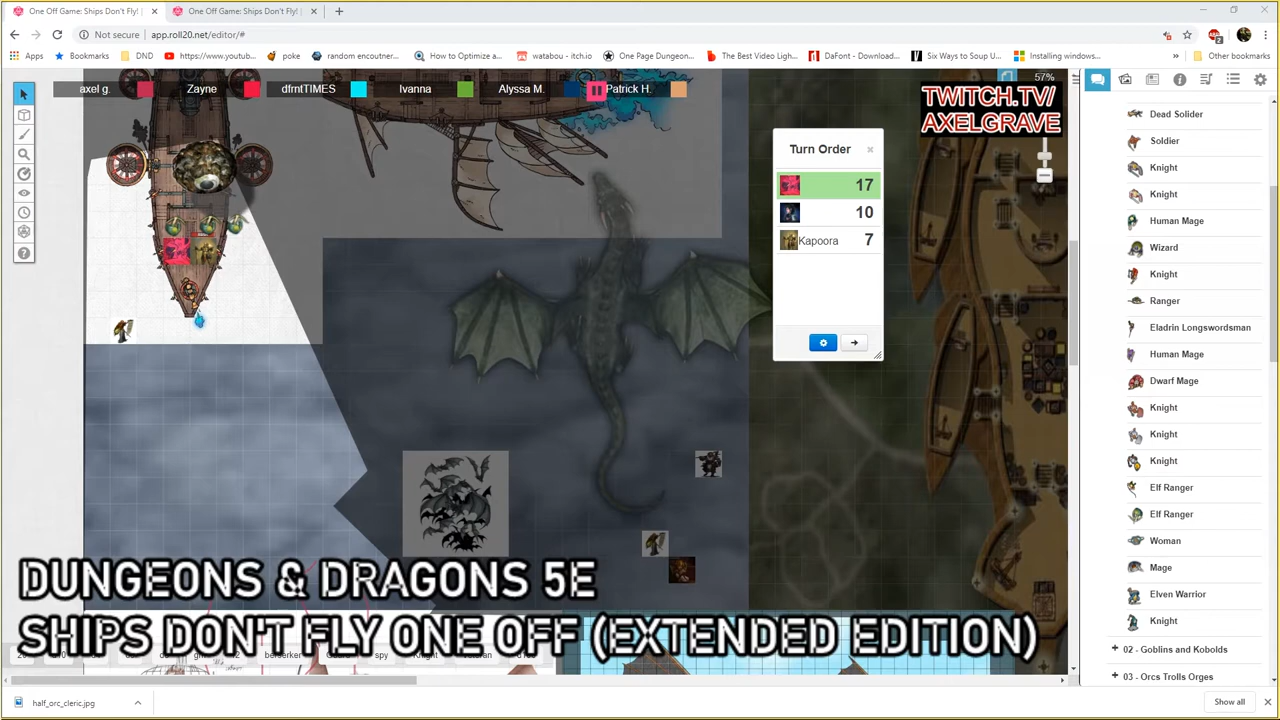 One Off Game: Ships Don't Fly!
One Off Game: Ships Don't Fly!
Not secure
app.roll20.net/editor/#
Apps
Bookmarks
DND
https://www.youtub...
poke
random encoutner...
How to Optimize a...
watabou - itch.io
One Page Dungeon...
The Best Video Ligh...
DaFont - Download...
Six Ways to Soup U...
Installing windows...
Other bookmarks
axel g.
Zayne
dfrntTIMES
Ivanna
Alyssa M.
Patrick H.
57%
TWITCH.TV/
AXELGRAVE
Turn Order
17
10
Kapoora 7
Dead Solider
Soldier
Knight
Knight
Human Mage
Wizard
Knight
Ranger
Eladrin Longswordsman
Human Mage
Dwarf Mage
Knight
Knight
Knight
Elf Ranger
Elf Ranger
Woman
Mage
Elven Warrior
Knight
02 - Goblins and Kobolds
03 - Orcs Trolls Orges
DUNGEONS & DRAGONS 5E
SHIPS DON'T FLY ONE OFF (EXTENDED EDITION)
berserker
spy
half_orc_cleric.jpg
Show all